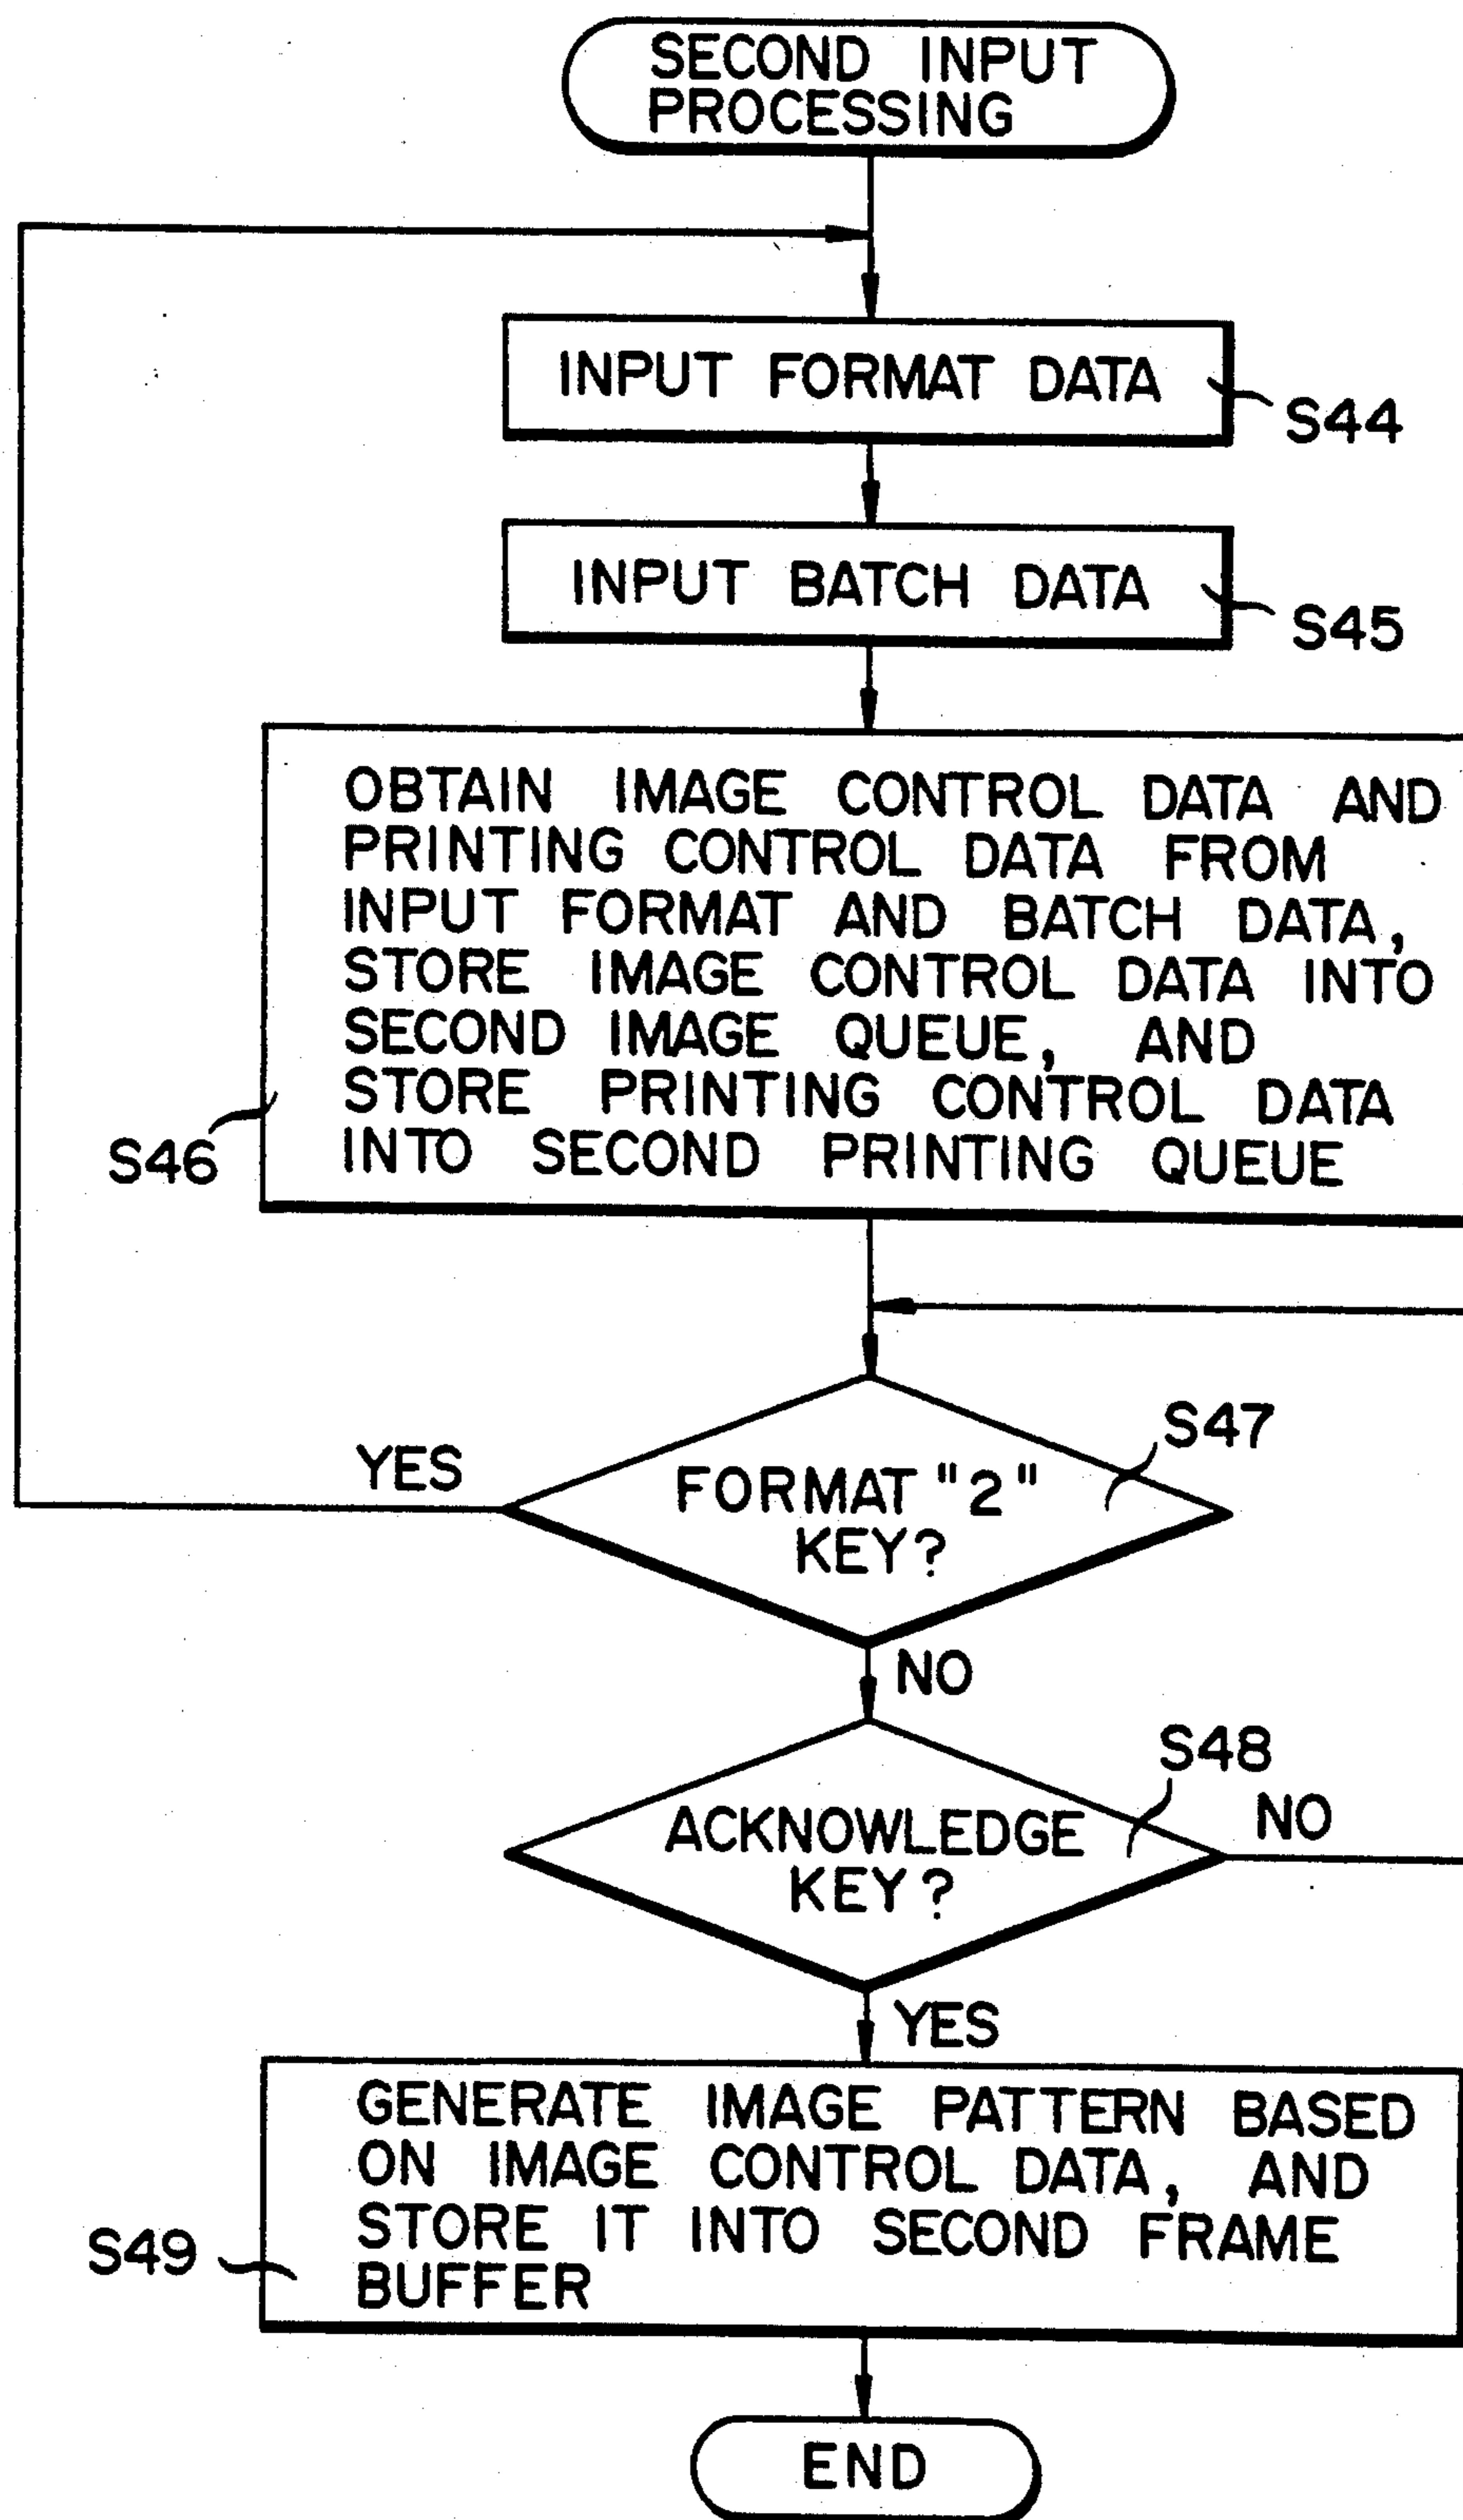 SECOND INPUT
PROCESSING
INPUT FORMAT DATA
S44
INPUT BATCH DATA
S45
OBTAIN IMAGE CONTROL DATA AND
PRINTING CONTROL DATA FROM
INPUT FORMAT AND BATCH DATA,
STORE IMAGE CONTROL DATA INTO
SECOND IMAGE QUEUE, AND
STORE PRINTING CONTROL DATA
INTO SECOND PRINTING QUEUE
S46
S47
YES
FORMAT "2"
KEY?
NO
S48
NO
ACKNOWLEDGE
KEY?
YES
GENERATE IMAGE PATTERN BASED
ON IMAGE CONTROL DATA, AND
STORE IT INTO SECOND FRAME
BUFFER
S49
END